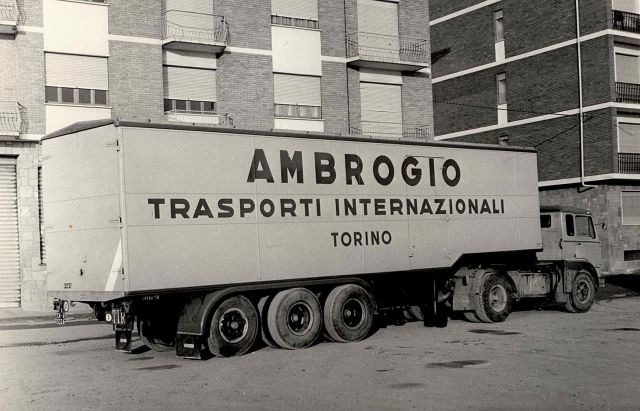 AMBROGIO
TRASPORTI INTERNAZIONALI
TORINO